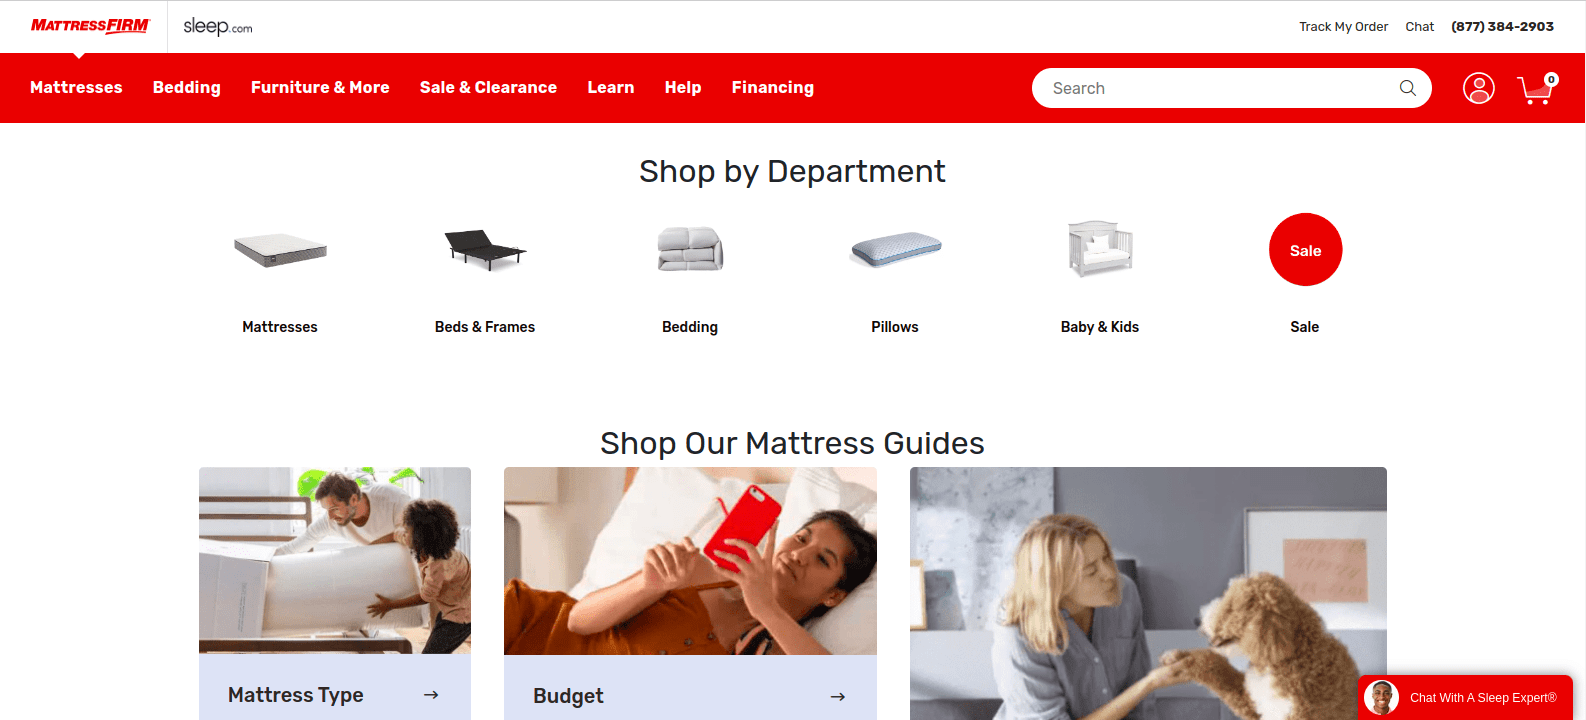 MATTRESSFIRM
sleep.com
Track My Order
Chat
(877) 384-2903
Mattresses
Bedding
Furniture & More
Sale & Clearance
Learn
Help
Financing
Search
0
Shop by Department
Sale
Mattresses
Beds & Frames
Bedding
Pillows
Baby & Kids
Sale
Shop Our Mattress Guides
Mattress Type
Budget
Chat With A Sleep Expert®